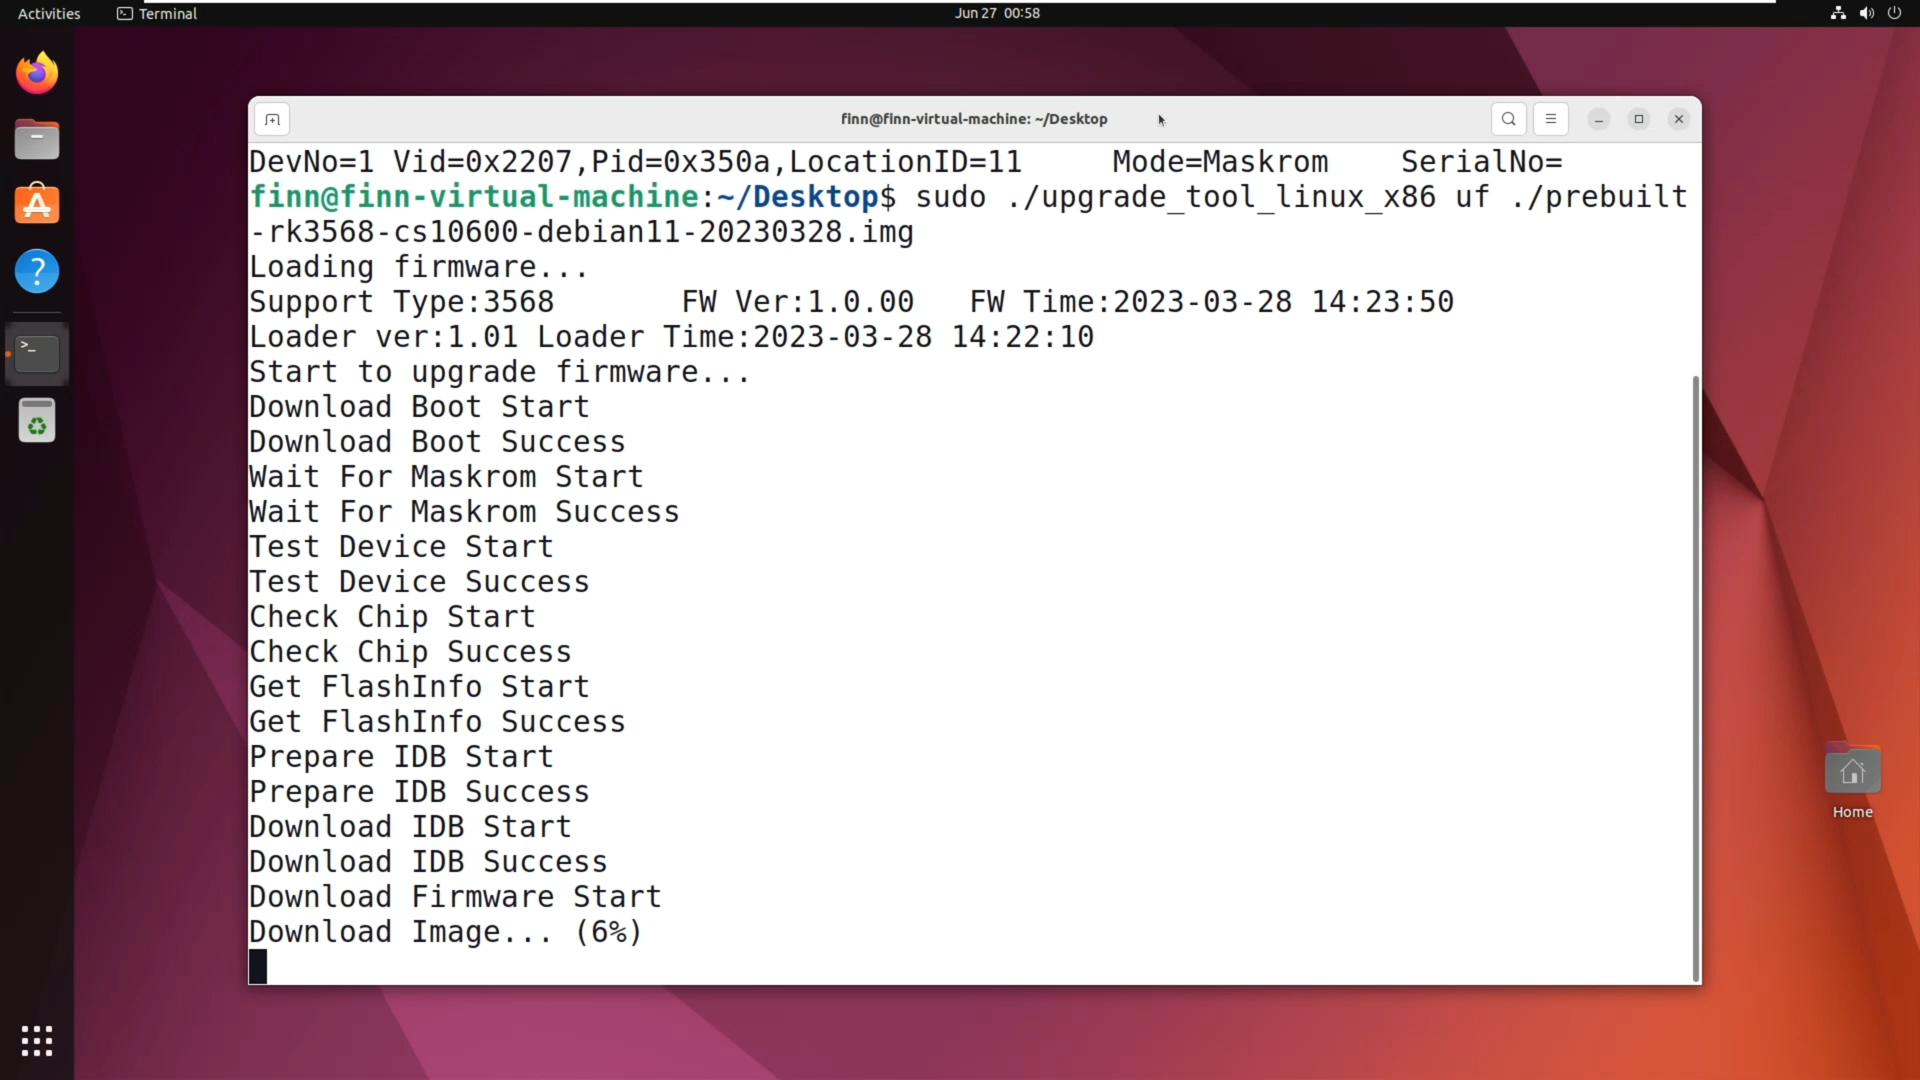 Activities Terminal Jun 27 00:58
finn@finn-virtual-machine: ~/Desktop
DevNo=1 Vid=0x2207,Pid=0x350a,LocationID=11 Mode=Maskrom SerialNo=
finn@finn-virtual-machine:~/Desktop$ sudo ./upgrade_tool_linux_x86 uf ./prebuilt
-rk3568-cs10600-debian11-20230328.img
Loading firmware...
Support Type:3568 FW Ver:1.0.00 FW Time:2023-03-28 14:23:50
Loader ver:1.01 Loader Time:2023-03-28 14:22:10
Start to upgrade firmware...
Download Boot Start
Download Boot Success
Wait For Maskrom Start
Wait For Maskrom Success
Test Device Start
Test Device Success
Check Chip Start
Check Chip Success
Get FlashInfo Start
Get FlashInfo Success
Prepare IDB Start
Prepare IDB Success
Download IDB Start
Download IDB Success
Download Firmware Start
Download Image... (6%)
Home